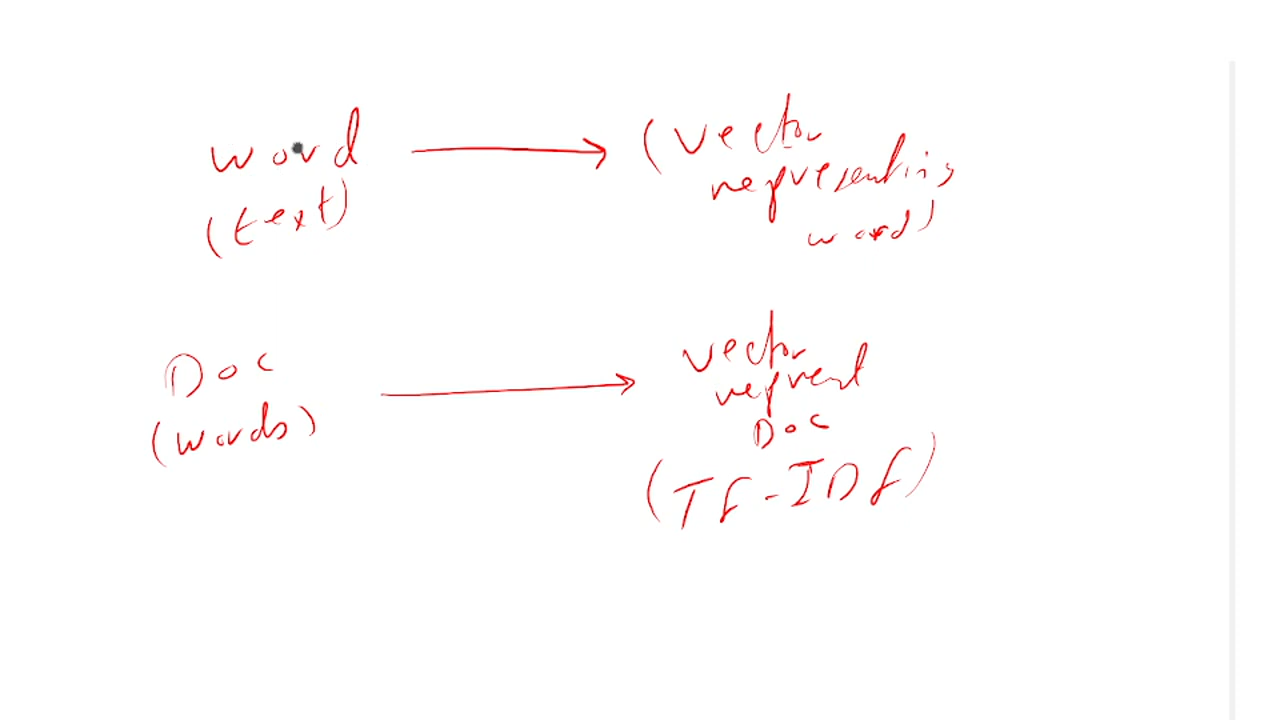 word
(text)
(vector
representing
word)
Doc
(words)
vector
represent
Doc
(TF-IDF)